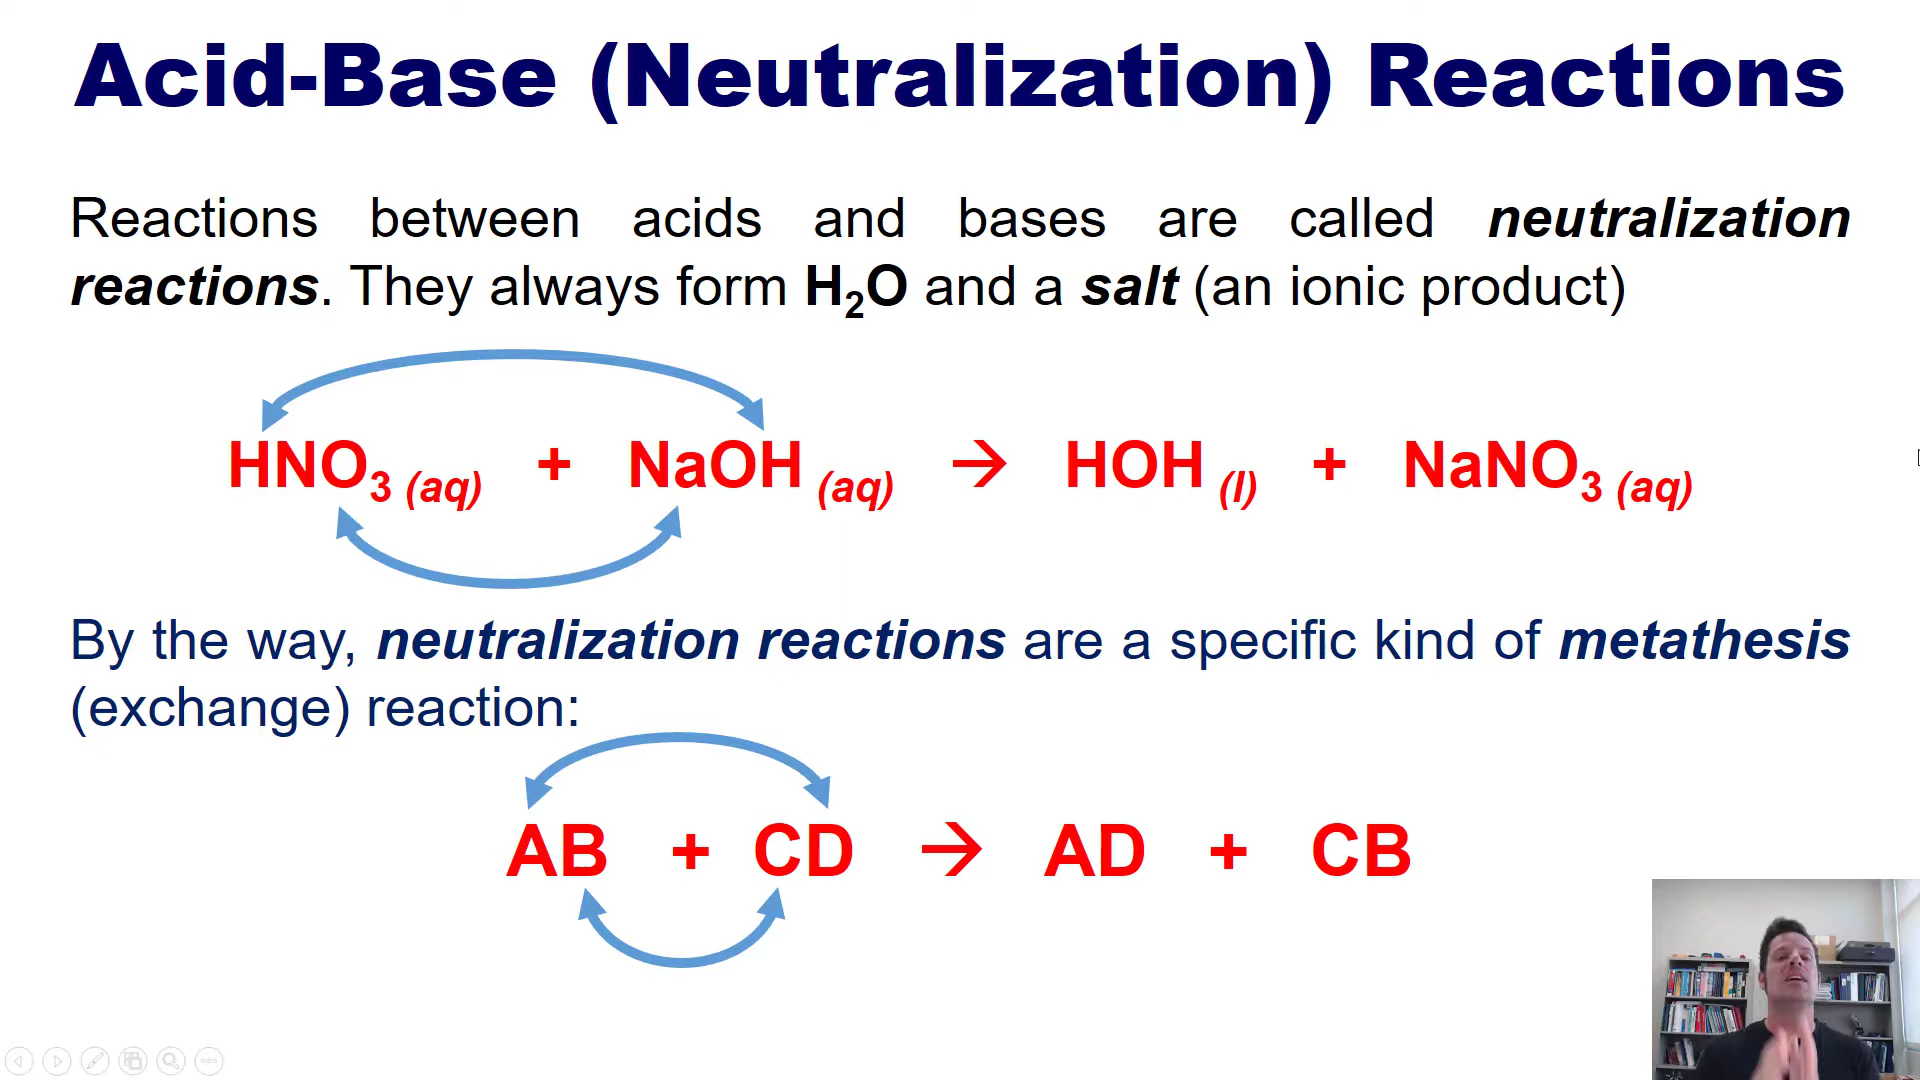 Acid-Base (Neutralization) Reactions
Reactions between acids and bases are called neutralization
reactions. They always form H₂O and a salt (an ionic product)
HNO₃ (aq) + NaOH (aq) → HOH (l) + NaNO₃ (aq)
By the way, neutralization reactions are a specific kind of metathesis
(exchange) reaction:
AB + CD → AD + CB